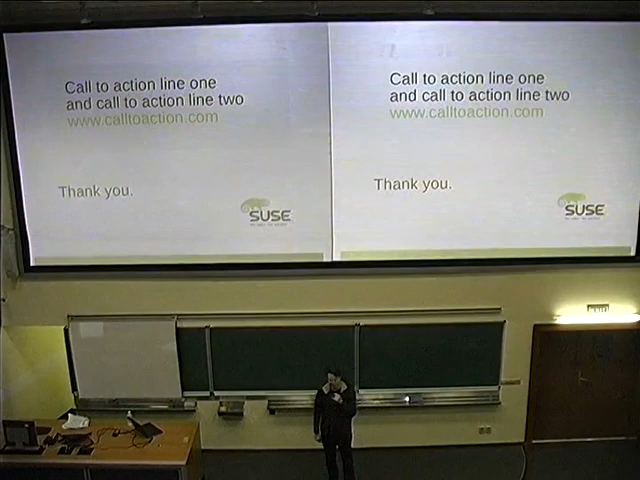 Call to action line one
and call to action line two
www.calltoaction.com
Thank you.
SUSE
Call to action line one
and call to action line two
www.calltoaction.com
Thank you.
SUSE